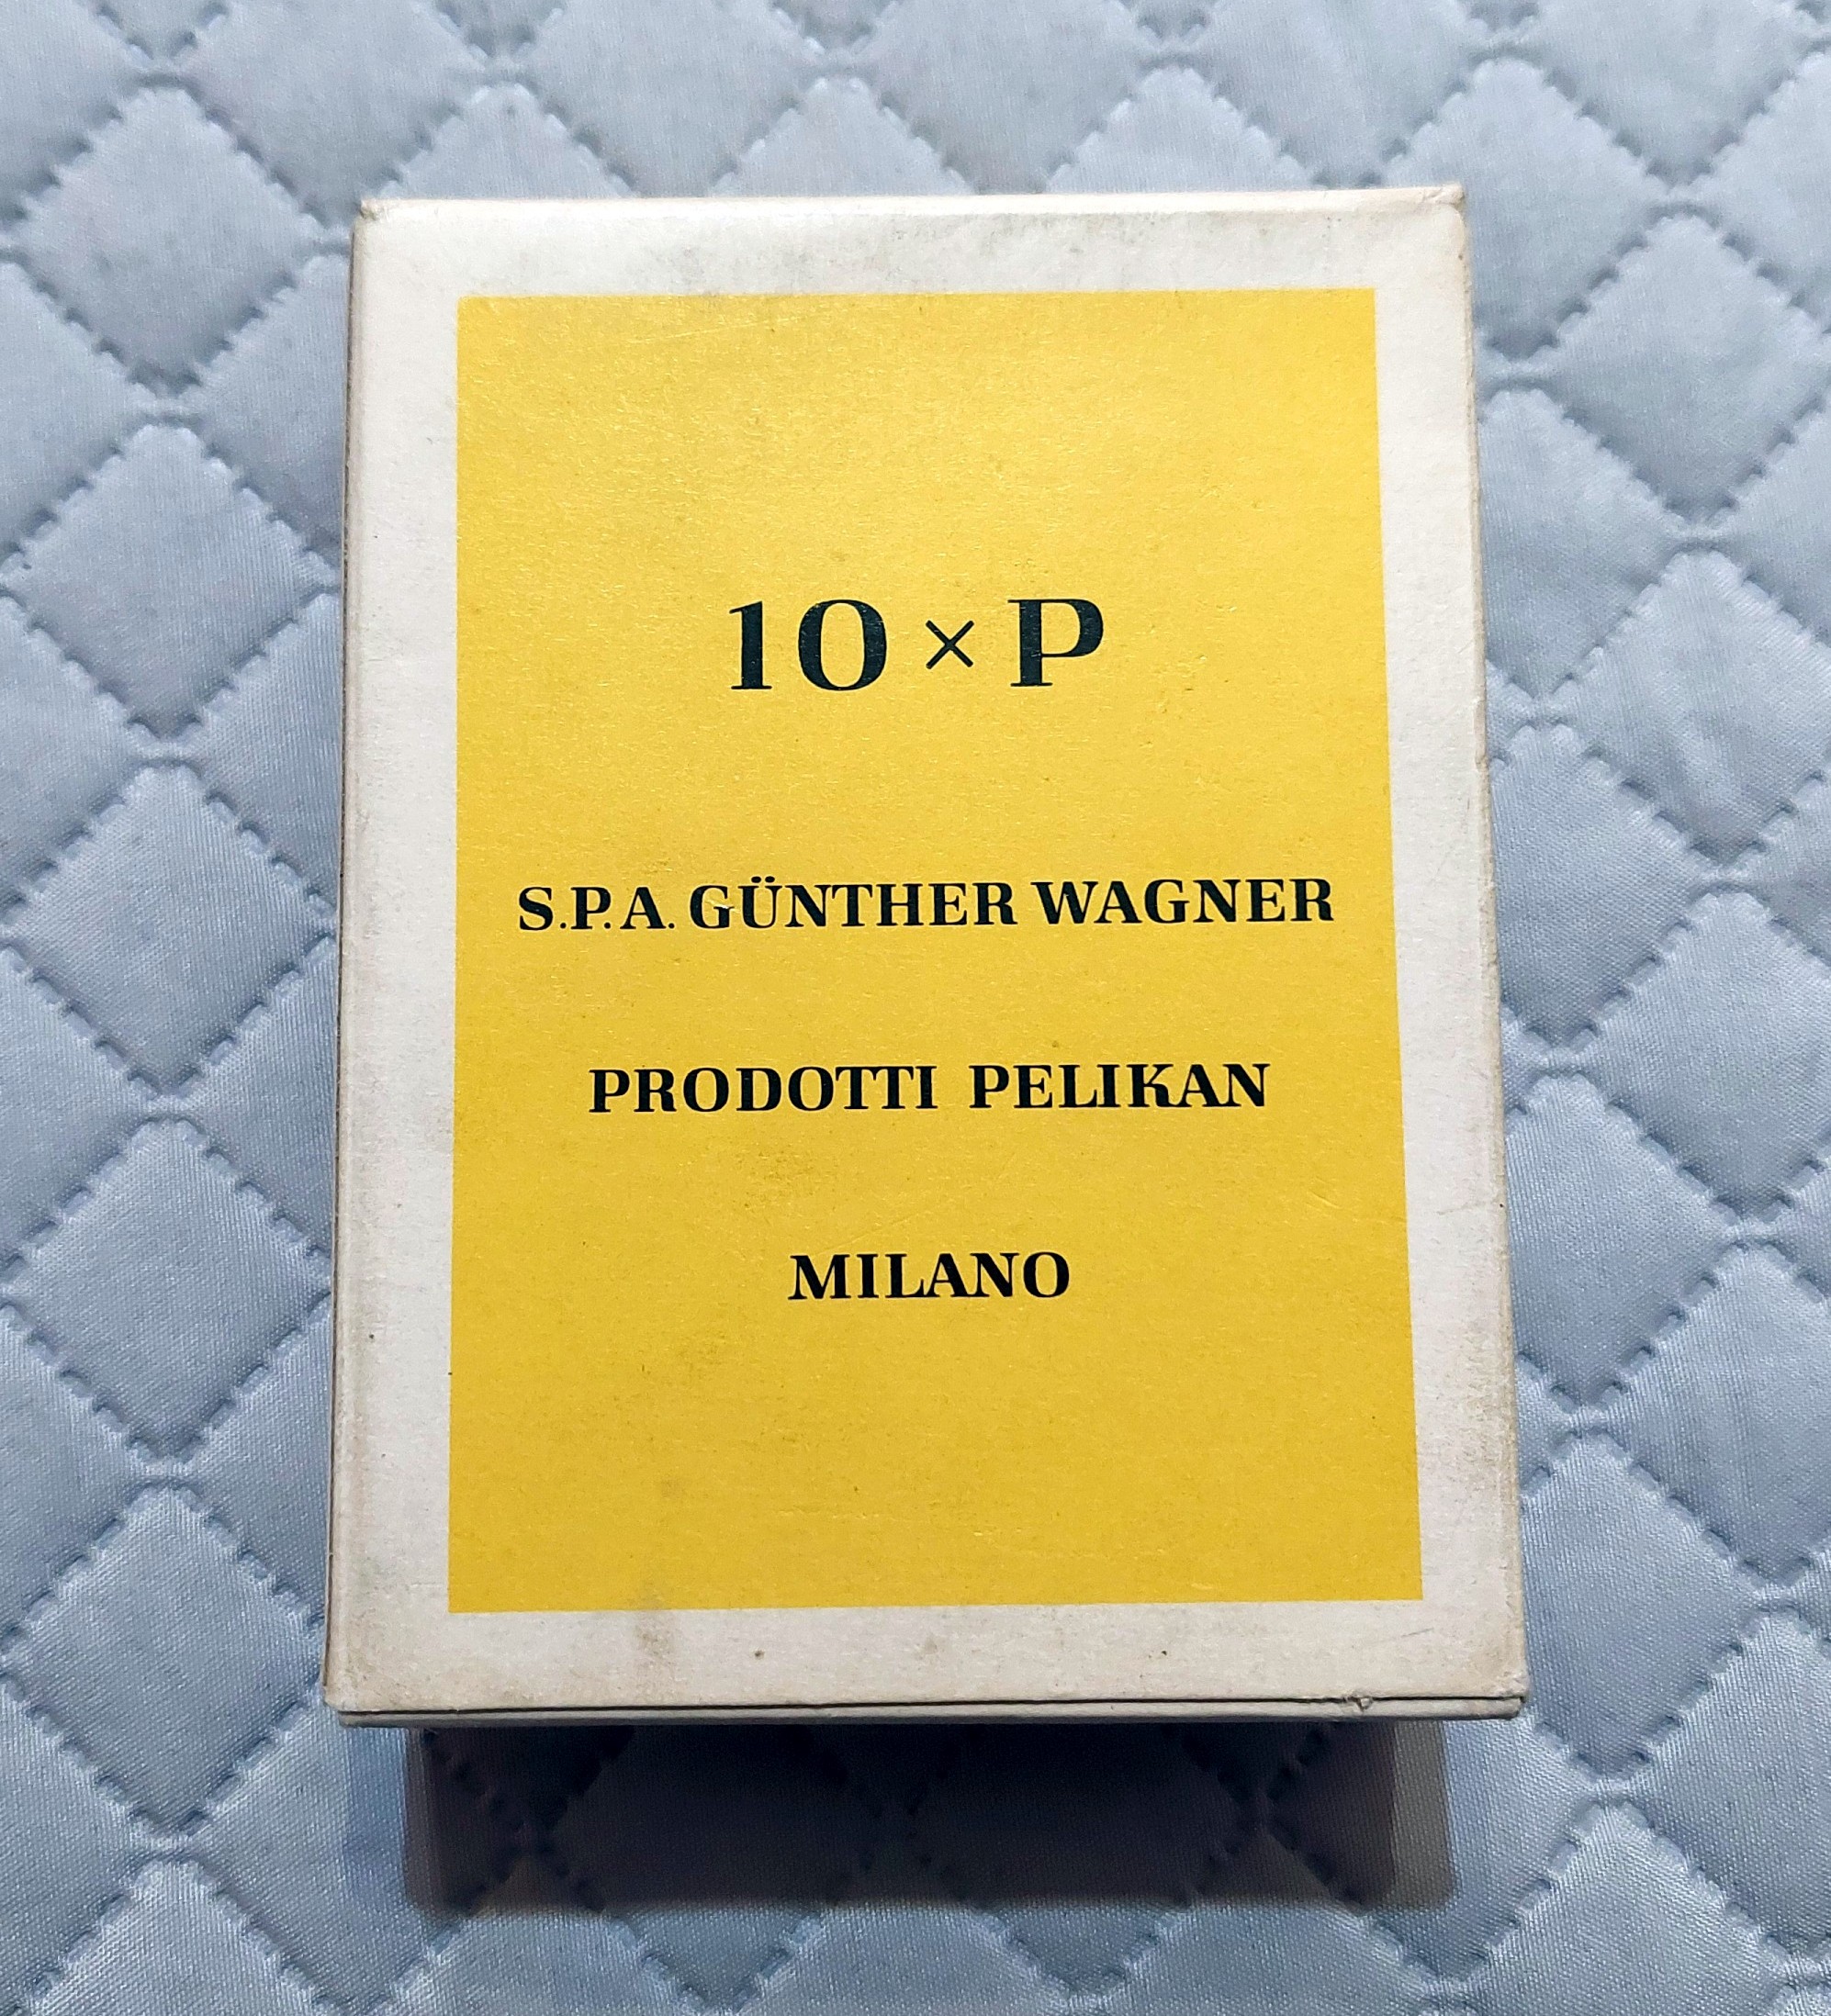 10 × P
S.P.A. GÜNTHER WAGNER
PRODOTTI PELIKAN
MILANO